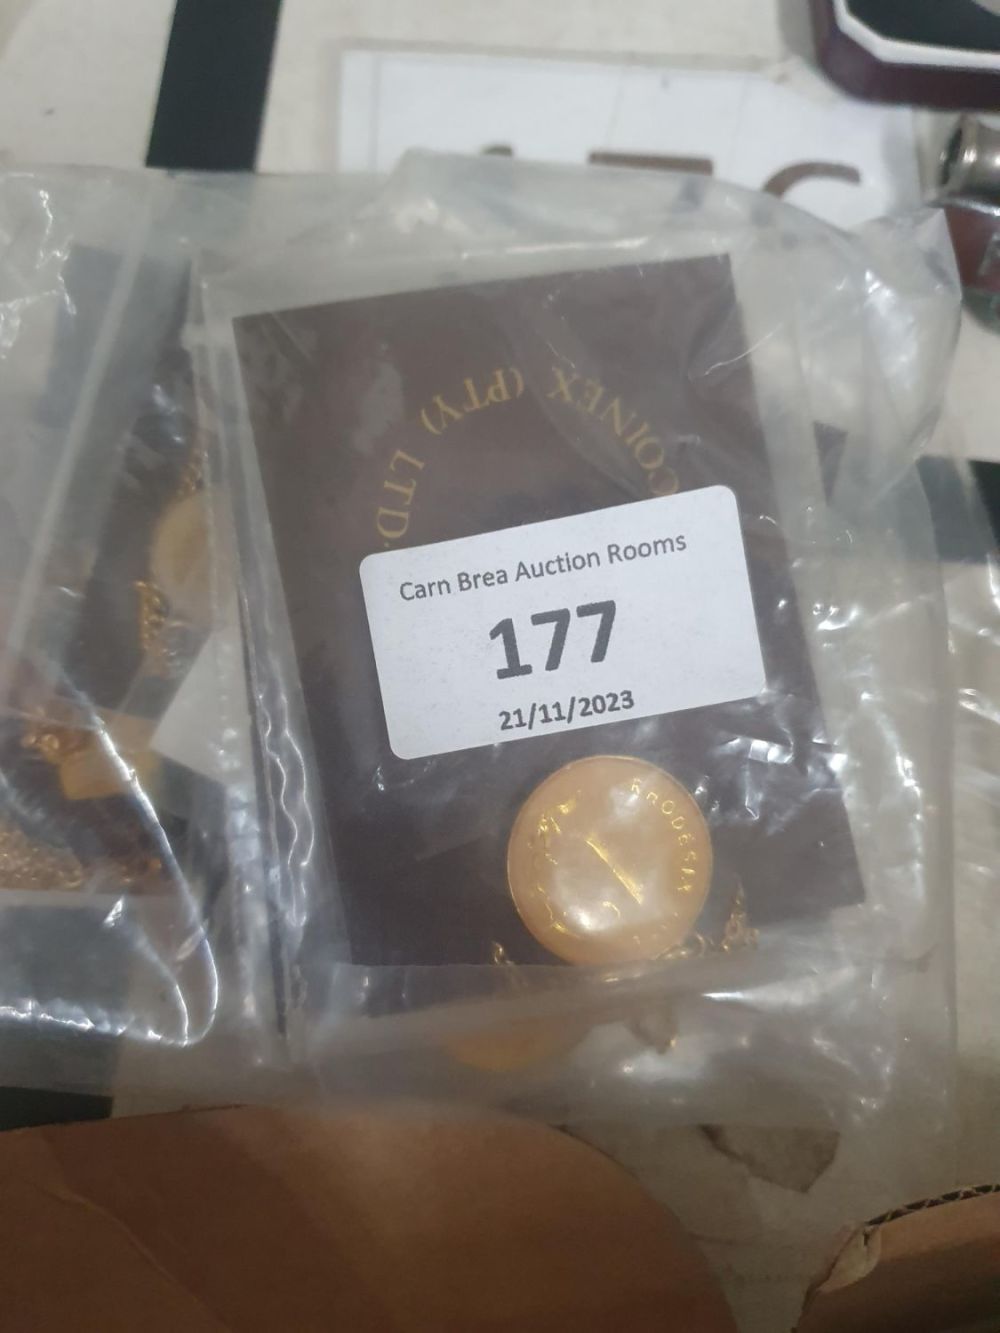 COINEX (PTY) LTD.
Carn Brea Auction Rooms
177
21/11/2023
RHODESIA